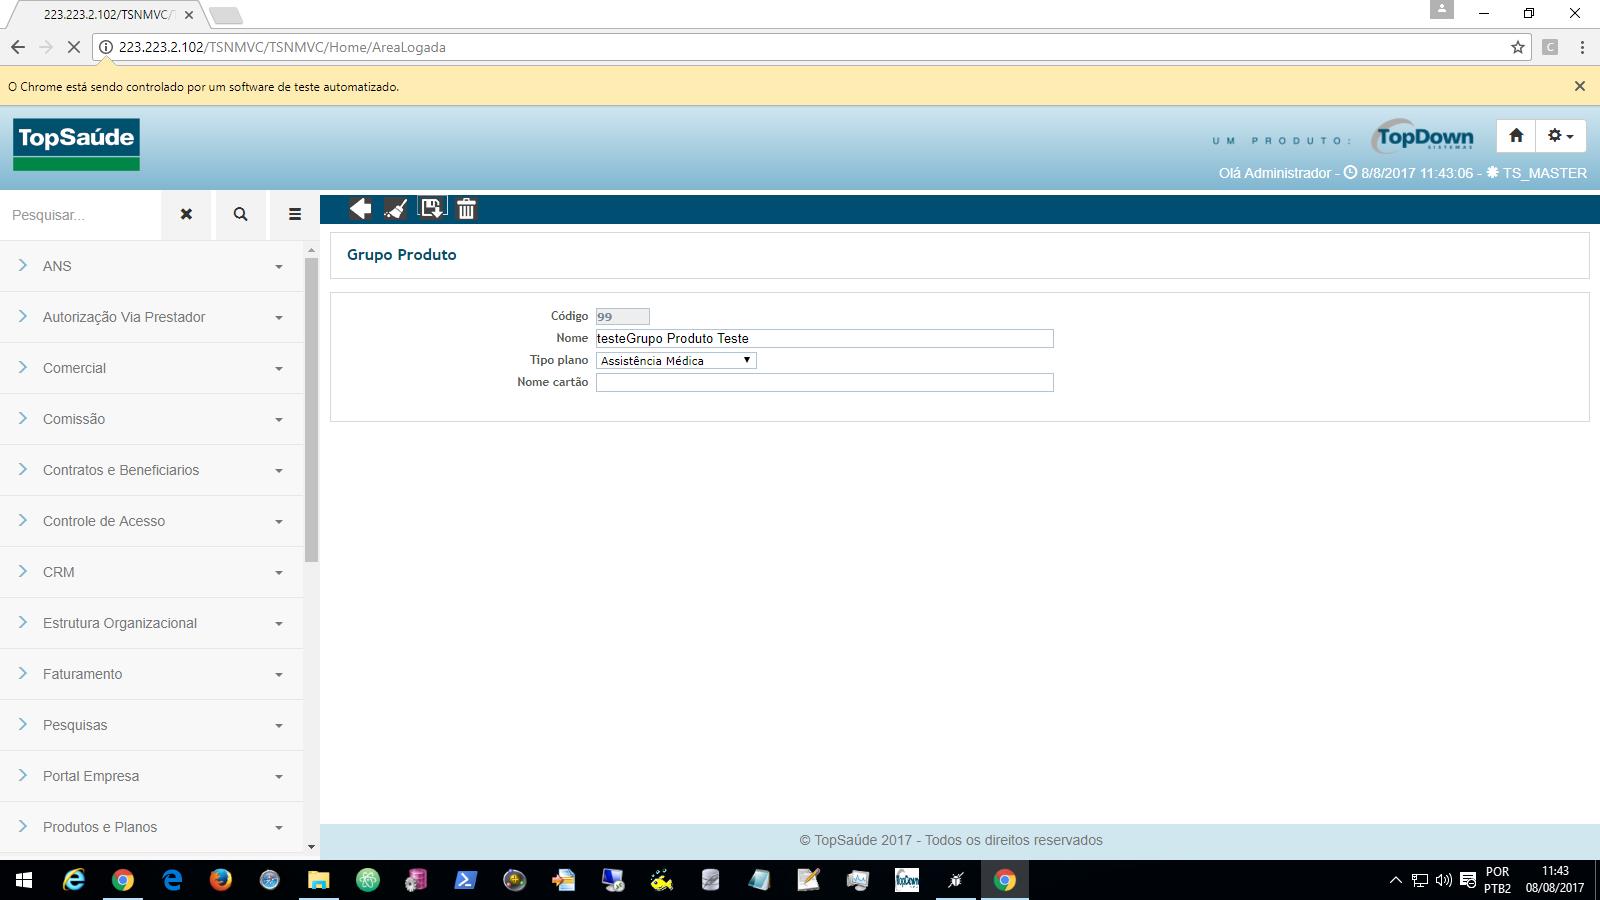 223.223.2.102/TSNMVC/T
223.223.2.102/TSNMVC/TSNMVC/Home/AreaLogada
C
O Chrome está sendo controlado por um software de teste automatizado.
TopSaúde
UM PRODUTO:
TopDown
SISTEMAS
Olá Administrador - 8/8/2017 11:43:06 - TS_MASTER
Pesquisar...
ANS
Autorização Via Prestador
Comercial
Comissão
Contratos e Beneficiarios
Controle de Acesso
CRM
Estrutura Organizacional
Faturamento
Pesquisas
Portal Empresa
Produtos e Planos
Grupo Produto
Código 99
Nome testeGrupo Produto Teste
Tipo plano Assistência Médica
Nome cartão
© TopSaúde 2017 - Todos os direitos reservados
TopDown
POR
PTB2
11:43
08/08/2017